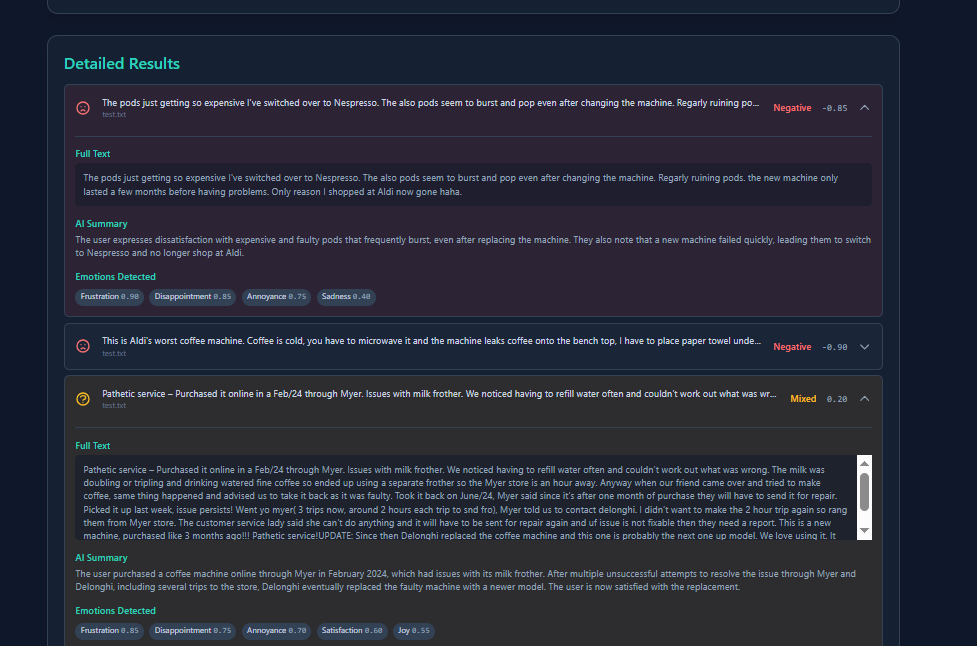 Detailed Results
The pods just getting so expensive I've switched over to Nespresso. The also pods seem to burst and pop even after changing the machine. Regarly ruining po...
Negative -0.85
test.txt
Full Text
The pods just getting so expensive I've switched over to Nespresso. The also pods seem to burst and pop even after changing the machine. Regarly ruining pods. the new machine only
lasted a few months before having problems. Only reason I shopped at Aldi now gone haha.
AI Summary
The user expresses dissatisfaction with expensive and faulty pods that frequently burst, even after replacing the machine. They also note that a new machine failed quickly, leading them to switch
to Nespresso and no longer shop at Aldi.
Emotions Detected
Frustration 0.90 Disappointment 0.85 Annoyance 0.75 Sadness 0.40
This is Aldi's worst coffee machine. Coffee is cold, you have to microwave it and the machine leaks coffee onto the bench top, I have to place paper towel unde...
Negative -0.90
test.txt
Pathetic service – Purchased it online in a Feb/24 through Myer. Issues with milk frother. We noticed having to refill water often and couldn't work out what was wr...
Mixed 0.20
test.txt
Full Text
Pathetic service – Purchased it online in a Feb/24 through Myer. Issues with milk frother. We noticed having to refill water often and couldn't work out what was wrong. The milk was
doubling or tripling and drinking watered fine coffee so ended up using a separate frother so the Myer store is an hour away. Anyway when our friend came over and tried to make
coffee, same thing happened and advised us to take it back as it was faulty. Took it back on June/24, Myer said since it's after one month of purchase they will have to send it for repair.
Picked it up last week, issue persists! Went yo myer( 3 trips now, around 2 hours each trip to snd fro), Myer told us to contact delonghi. I didn't want to make the 2 hour trip again so rang
them from Myer store. The customer service lady said she can't do anything and it will have to be sent for repair again and uf issue is not fixable then they need a report. This is a new
machine, purchased like 3 months ago!!! Pathetic service!UPDATE: Since then Delonghi replaced the coffee machine and this one is probably the next one up model. We love using it. It
AI Summary
The user purchased a coffee machine online through Myer in February 2024, which had issues with its milk frother. After multiple unsuccessful attempts to resolve the issue through Myer and
Delonghi, including several trips to the store, Delonghi eventually replaced the faulty machine with a newer model. The user is now satisfied with the replacement.
Emotions Detected
Frustration 0.85 Disappointment 0.75 Annoyance 0.70 Satisfaction 0.60 Joy 0.55